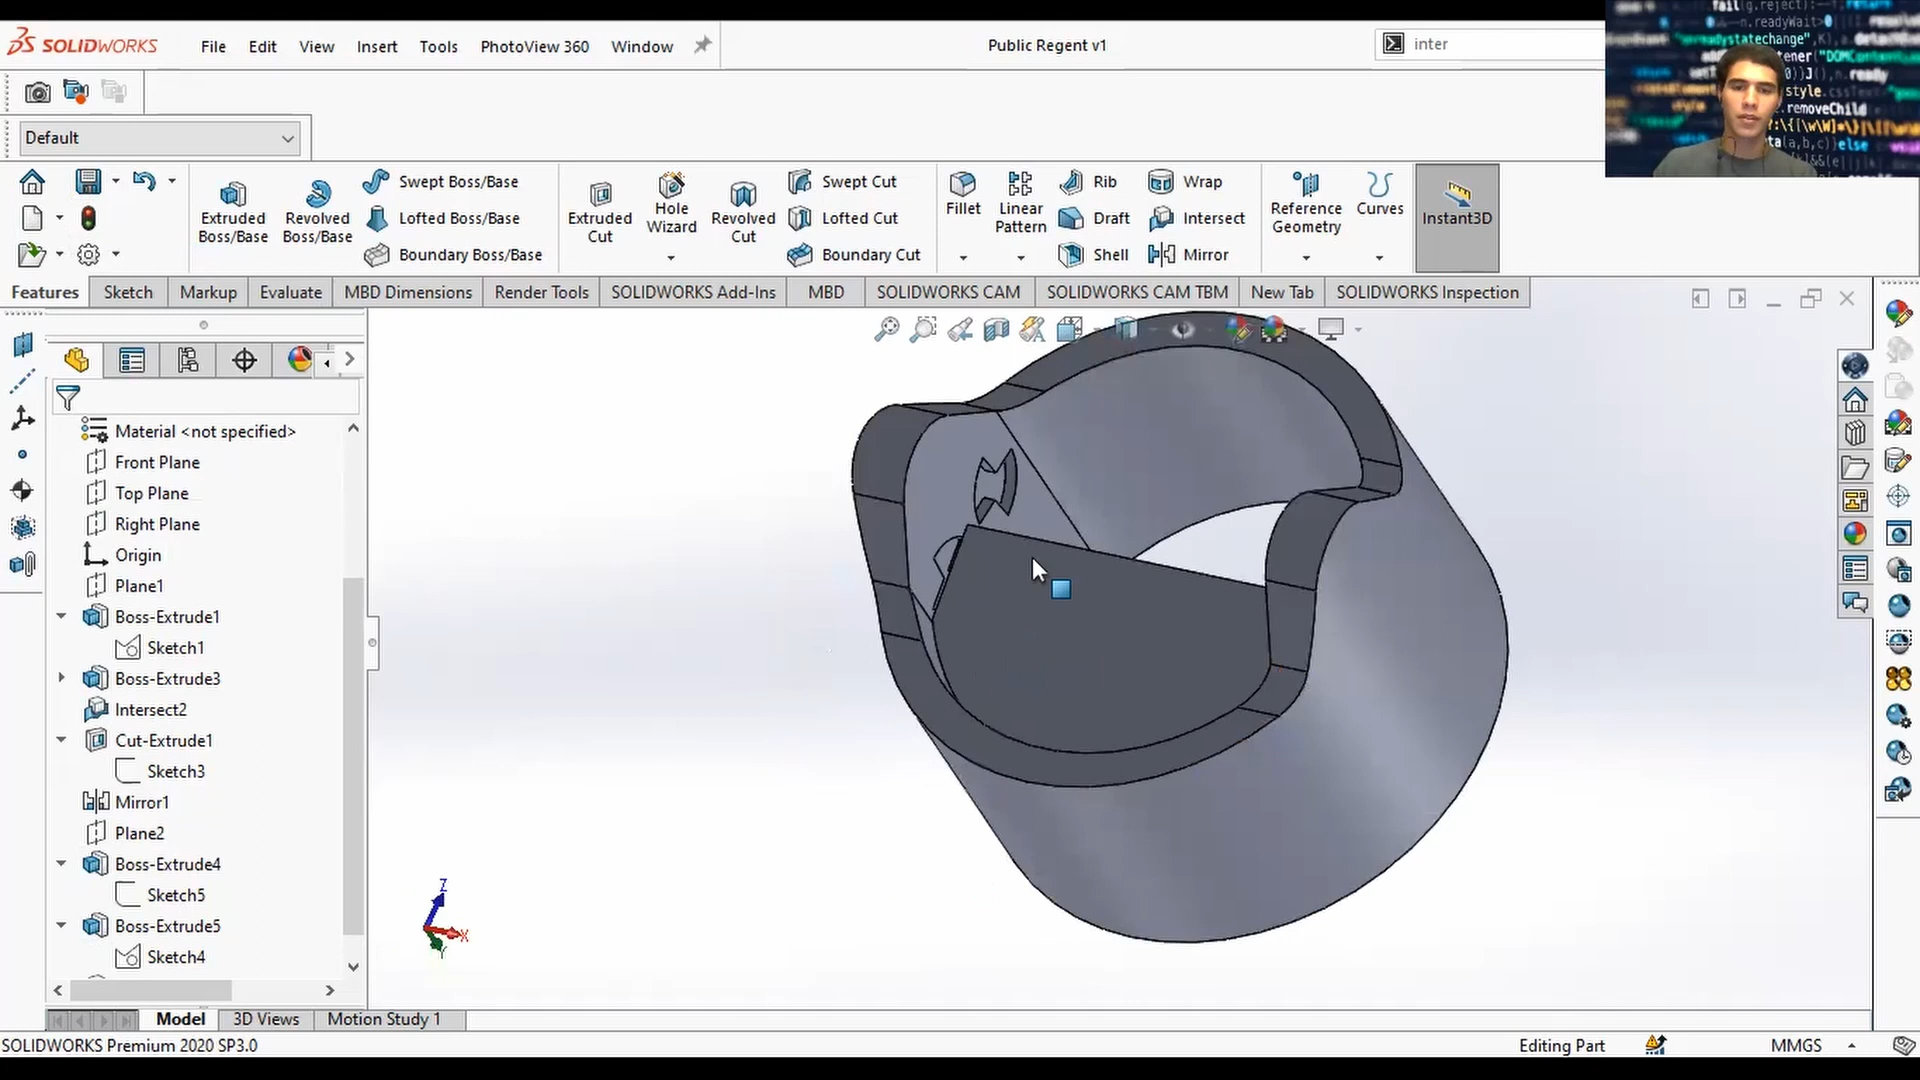 SOLIDWORKS File Edit View Insert Tools PhotoView 360 Window Public Regent v1 inter
Default
Extruded Boss/Base
Revolved Boss/Base
Swept Boss/Base
Lofted Boss/Base
Boundary Boss/Base
Extruded Cut
Hole Wizard
Revolved Cut
Swept Cut
Lofted Cut
Boundary Cut
Fillet
Linear Pattern
Rib
Draft
Shell
Wrap
Intersect
Mirror
Reference Geometry
Curves
Instant3D
Features Sketch Markup Evaluate MBD Dimensions Render Tools SOLIDWORKS Add-Ins MBD SOLIDWORKS CAM SOLIDWORKS CAM TBM New Tab SOLIDWORKS Inspection
Material <not specified>
Front Plane
Top Plane
Right Plane
Origin
Plane1
Boss-Extrude1
Sketch1
Boss-Extrude3
Intersect2
Cut-Extrude1
Sketch3
Mirror1
Plane2
Boss-Extrude4
Sketch5
Boss-Extrude5
Sketch4
Z
X
Y
Model 3D Views Motion Study 1
SOLIDWORKS Premium 2020 SP3.0 Editing Part MMGS